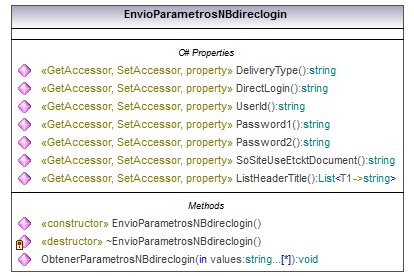 EnvioParametrosNBdireclogin
C# Properties
«GetAccessor, SetAccessor, property» DeliveryType():string
«GetAccessor, SetAccessor, property» DirectLogin():string
«GetAccessor, SetAccessor, property» UserId():string
«GetAccessor, SetAccessor, property» Password1():string
«GetAccessor, SetAccessor, property» Password2():string
«GetAccessor, SetAccessor, property» SoSiteUseEtcktDocument():string
«GetAccessor, SetAccessor, property» ListHeaderTitle():List<T1->string>
Methods
«constructor» EnvioParametrosNBdireclogin()
«destructor» ~EnvioParametrosNBdireclogin()
ObtenerParametrosNBdireclogin(in values:string...[*]):void